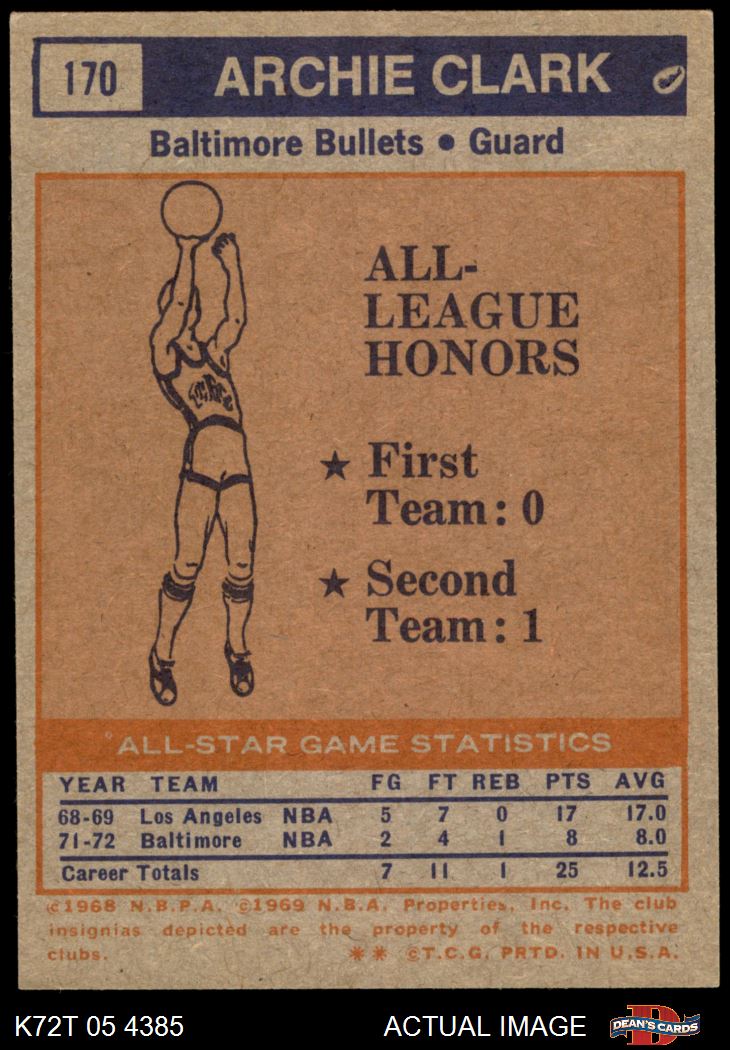 170 ARCHIE CLARK
Baltimore Bullets • Guard
ALL-
LEAGUE
HONORS
★ First
Team: 0
★ Second
Team: 1
ALL-STAR GAME STATISTICS
YEAR TEAM FG FT REB PTS AVG
68-69 Los Angeles NBA 5 7 0 17 17.0
71-72 Baltimore NBA 2 4 1 8 8.0
Career Totals 7 11 1 25 12.5
©1968 N.B.P.A. ©1969 N.B.A. Properties, Inc. The club
insignias depicted are the property of the respective
clubs. ** ©T.C.G. PRTD. IN U.S.A.
K72T 05 4385 ACTUAL IMAGE DEAN'S CARDS